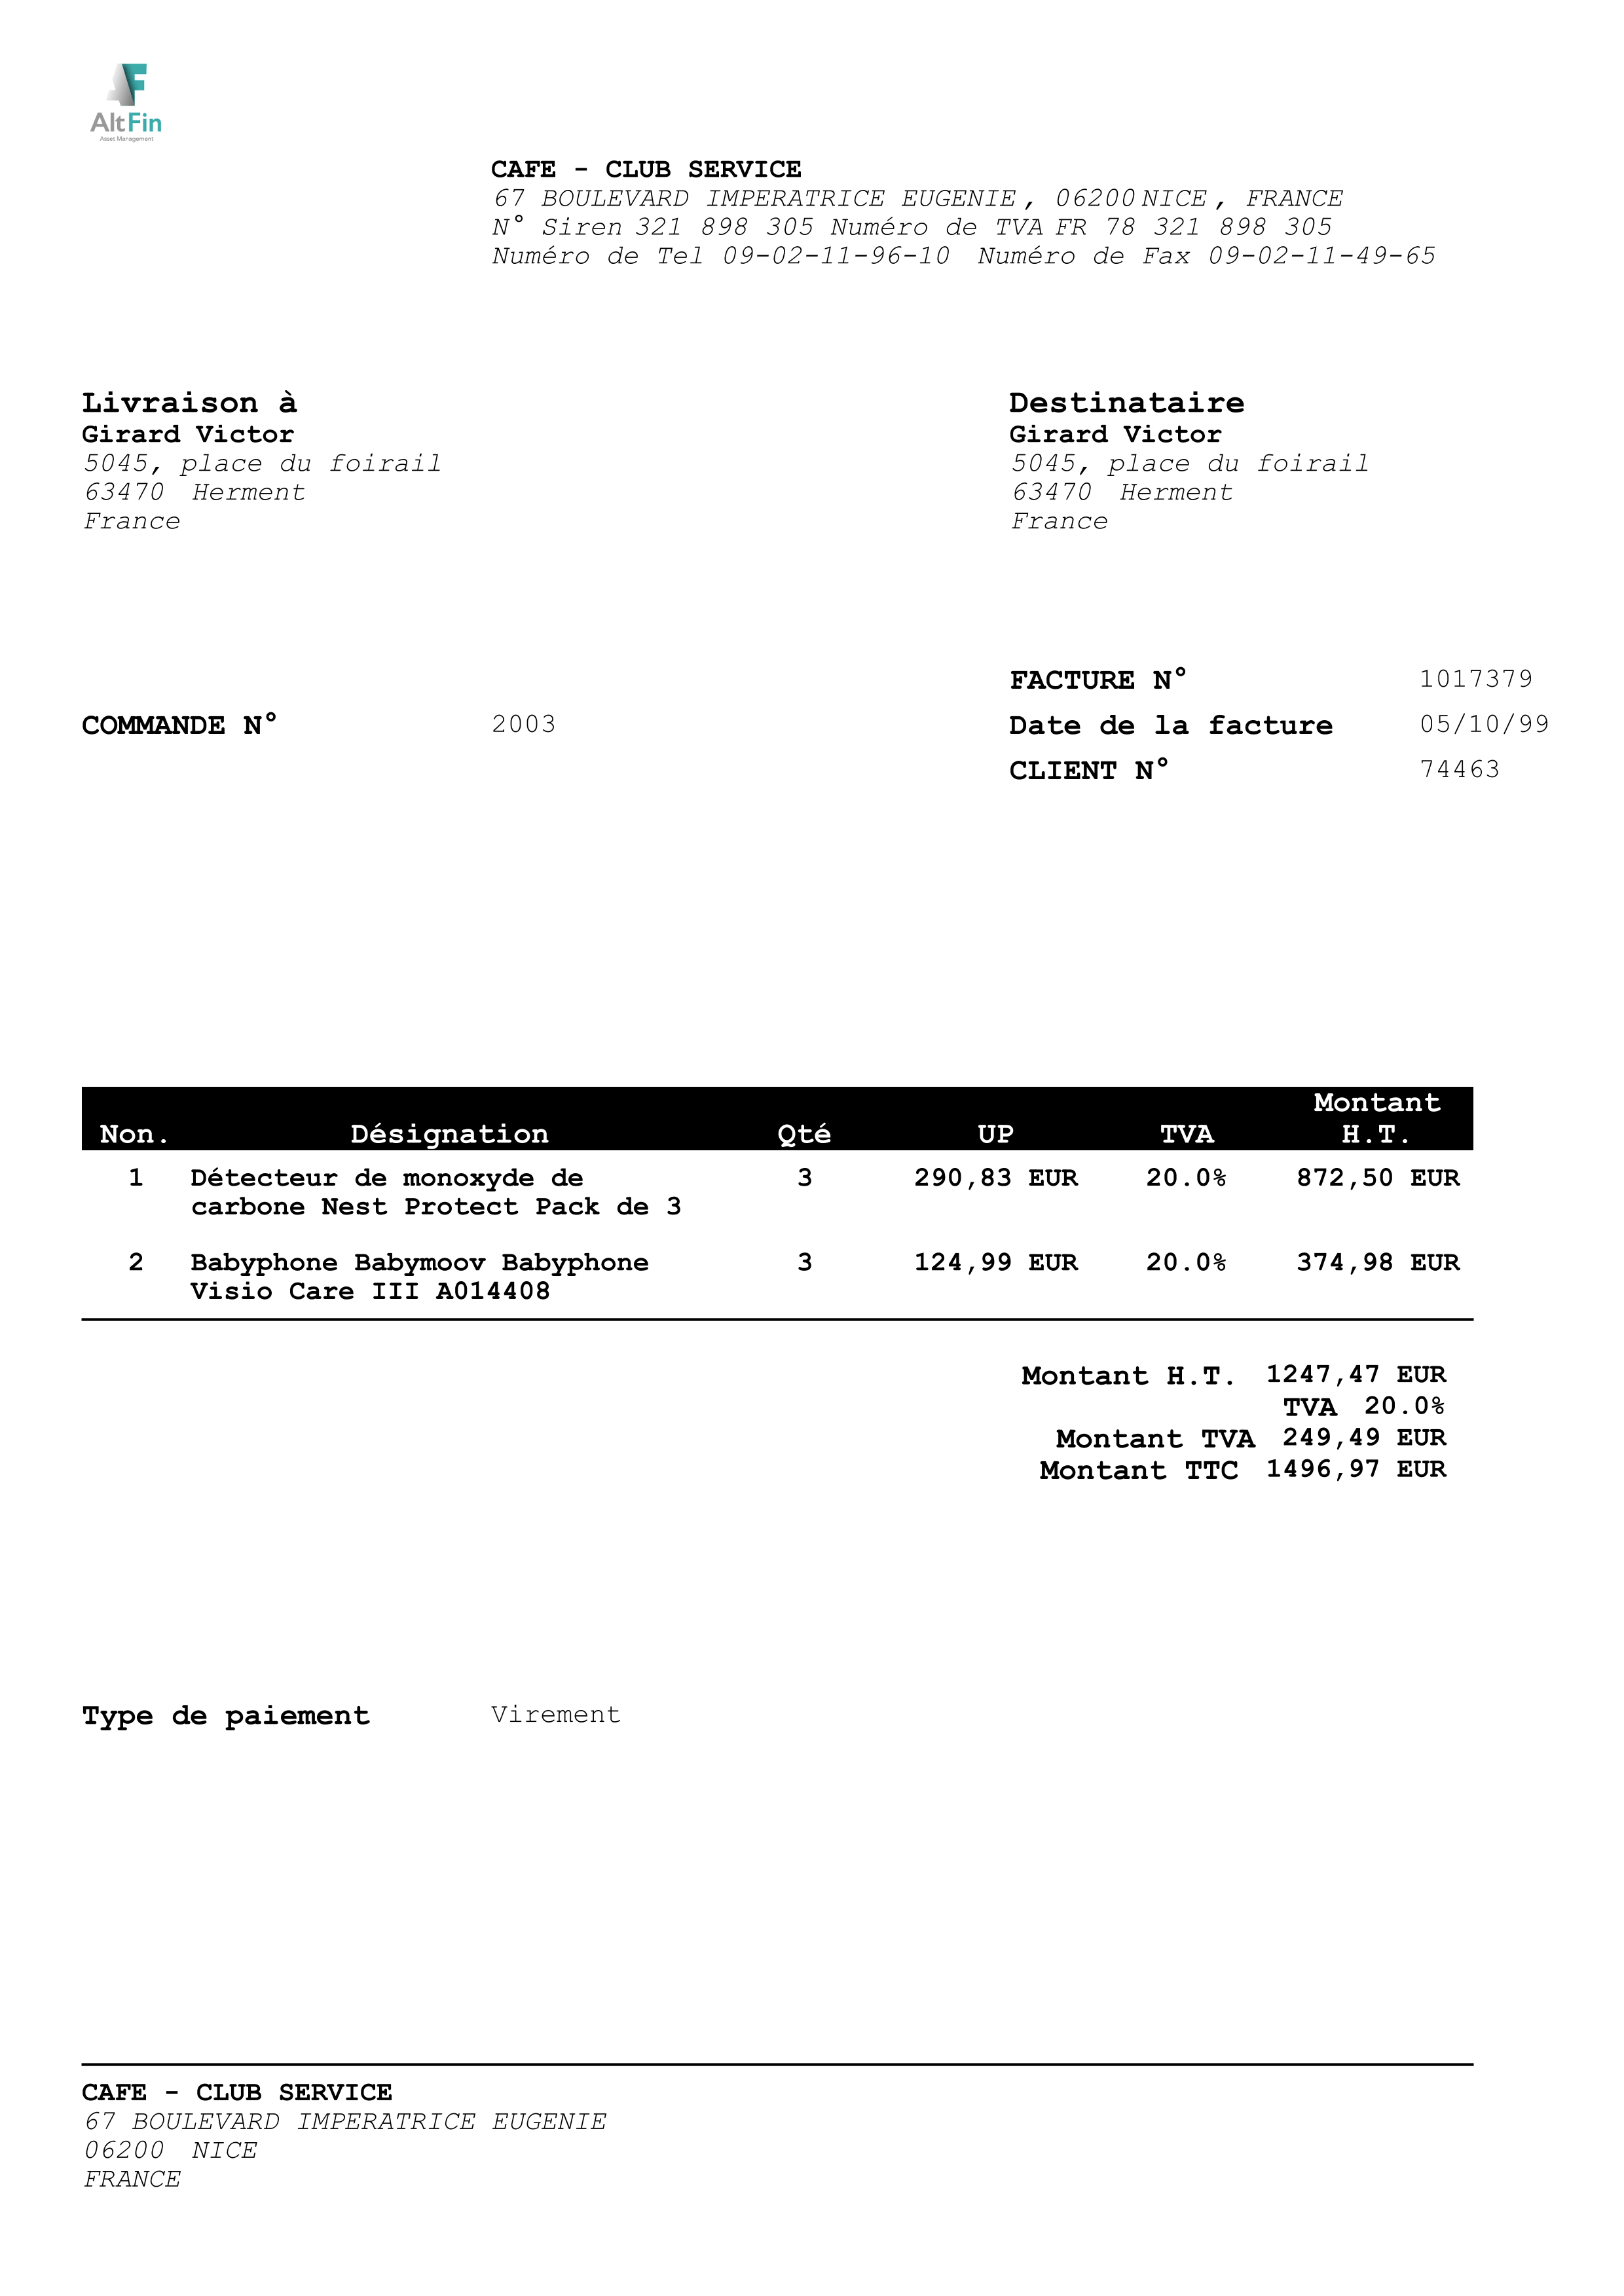 AF
AltFin
Asset Management
CAFE - CLUB SERVICE
67 BOULEVARD IMPERATRICE EUGENIE, 06200 NICE, FRANCE
N° Siren 321 898 305 Numéro de TVA FR 78 321 898 305
Numéro de Tel 09-02-11-96-10 Numéro de Fax 09-02-11-49-65
Livraison à
Girard Victor
5045, place du foirail
63470 Herment
France
Destinataire
Girard Victor
5045, place du foirail
63470 Herment
France
FACTURE N° 1017379
COMMANDE N° 2003
Date de la facture 05/10/99
CLIENT N° 74463
Non. Désignation Qté UP TVA Montant H.T.
1 Détecteur de monoxyde de 3 290,83 EUR 20.0% 872,50 EUR
carbone Nest Protect Pack de 3
2 Babyphone Babymoov Babyphone 3 124,99 EUR 20.0% 374,98 EUR
Visio Care III A014408
Montant H.T. 1247,47 EUR
TVA 20.0%
Montant TVA 249,49 EUR
Montant TTC 1496,97 EUR
Type de paiement Virement
CAFE - CLUB SERVICE
67 BOULEVARD IMPERATRICE EUGENIE
06200 NICE
FRANCE